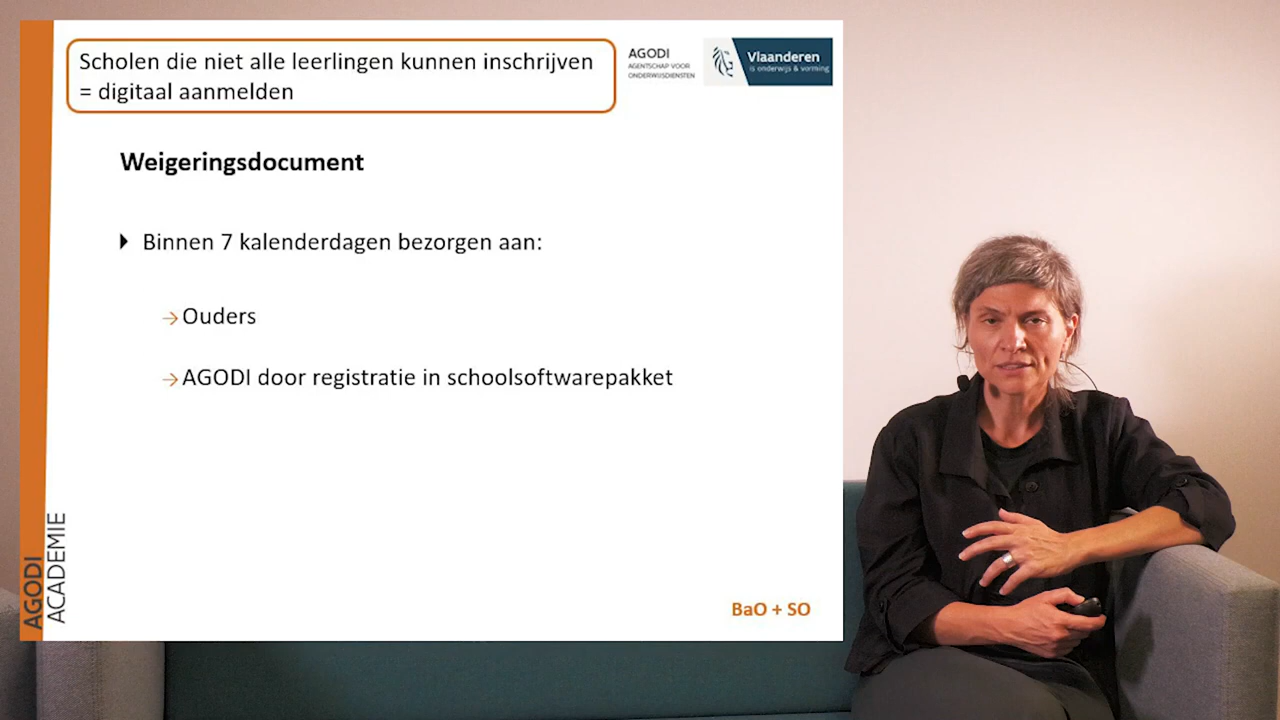 Scholen die niet alle leerlingen kunnen inschrijven
= digitaal aanmelden
AGODI
AGENTSCHAP VOOR
ONDERWIJSDIENSTEN
Vlaanderen
is onderwijs & vorming
Weigeringsdocument
Binnen 7 kalenderdagen bezorgen aan:
→Ouders
→AGODI door registratie in schoolsoftwarepakket
AGODI
ACADEMIE
BaO + SO